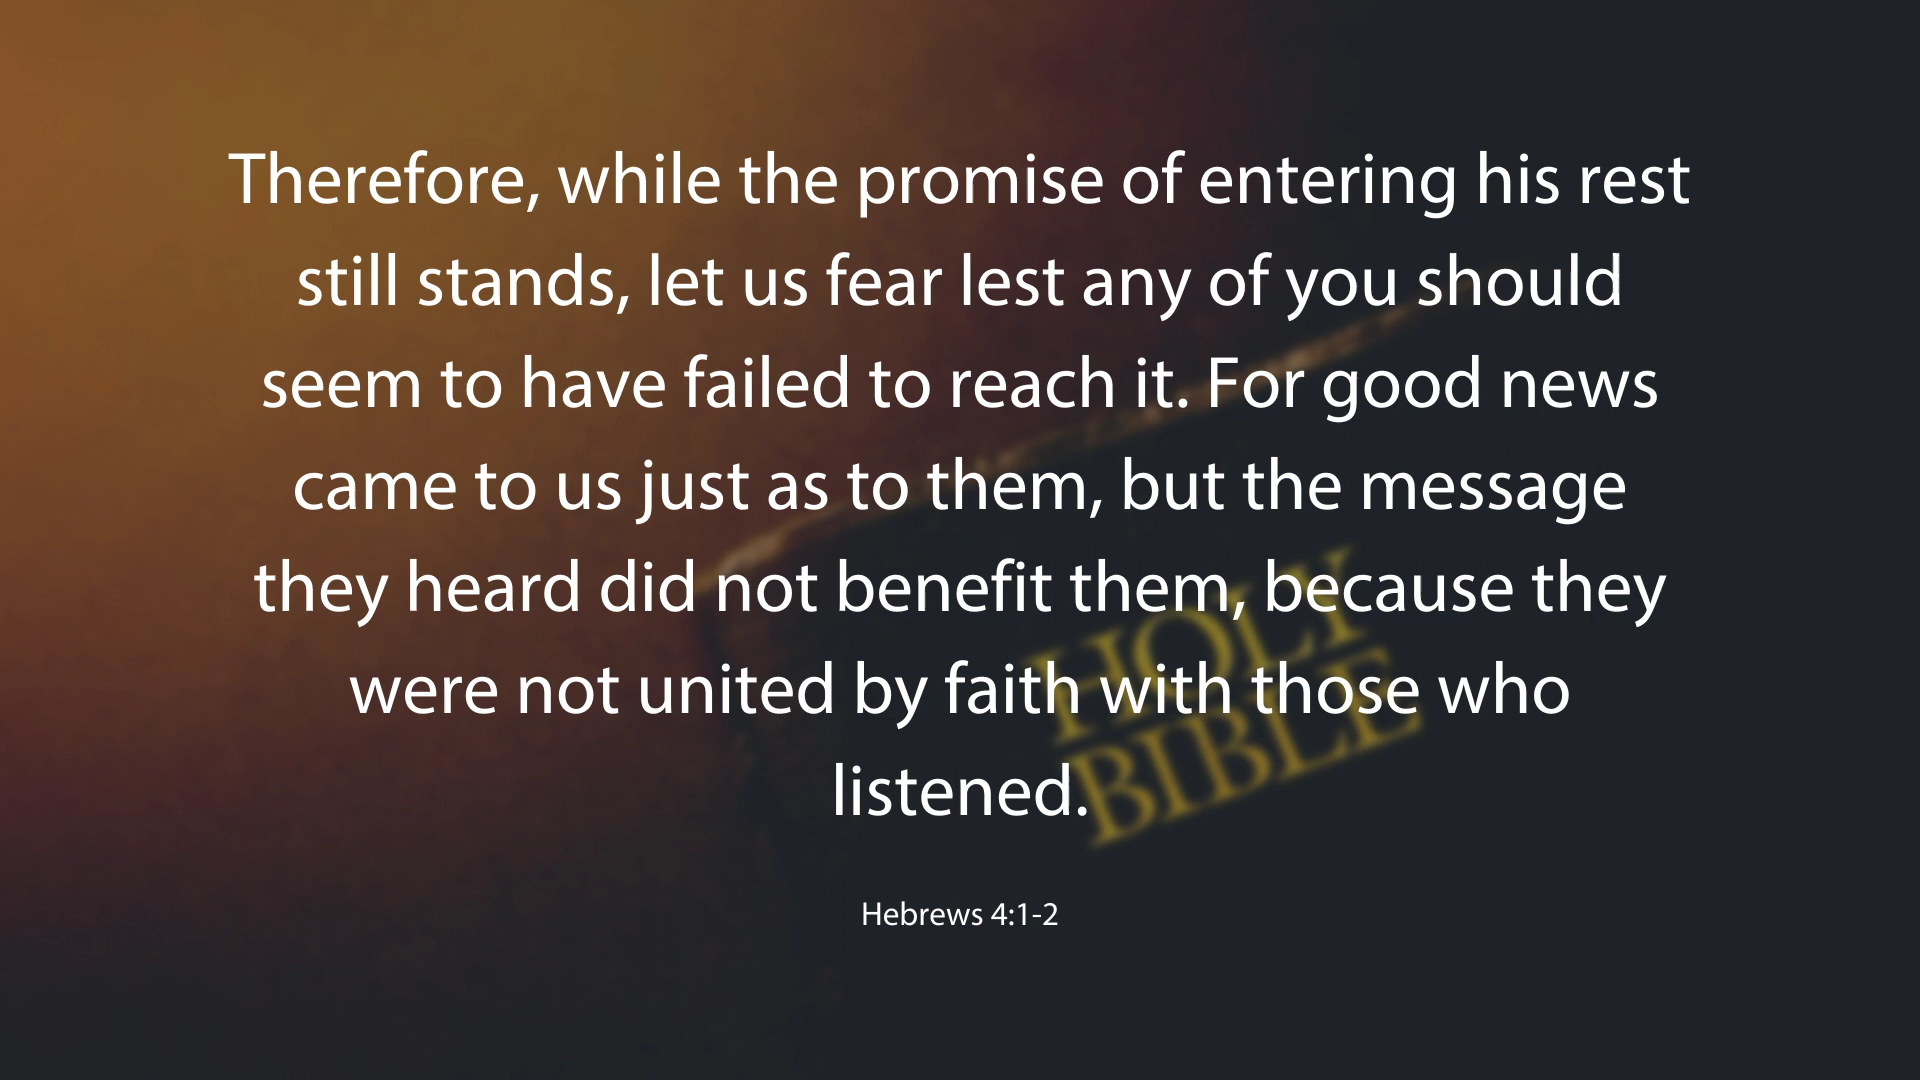 Therefore, while the promise of entering his rest
still stands, let us fear lest any of you should
seem to have failed to reach it. For good news
came to us just as to them, but the message
they heard did not benefit them, because they
were not united by faith with those who
listened.
HOLY
BIBLE
Hebrews 4:1-2